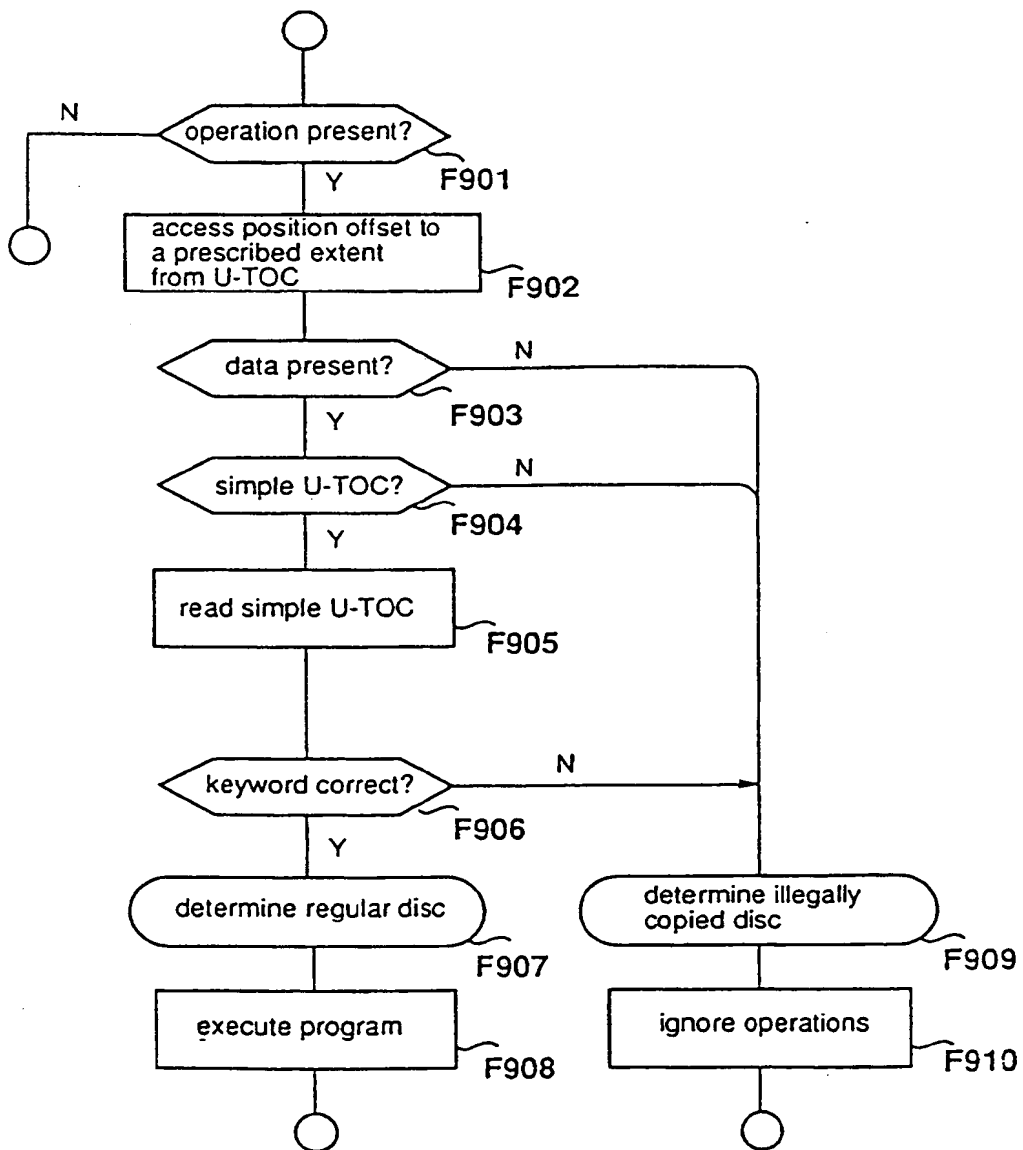 N
operation present?
F901
Y
access position offset to
a prescribed extent
from U-TOC
F902
data present?
N
F903
Y
simple U-TOC?
N
F904
Y
read simple U-TOC
F905
keyword correct?
N
F906
Y
determine regular disc
F907
determine illegally
copied disc
F909
execute program
F908
ignore operations
F910